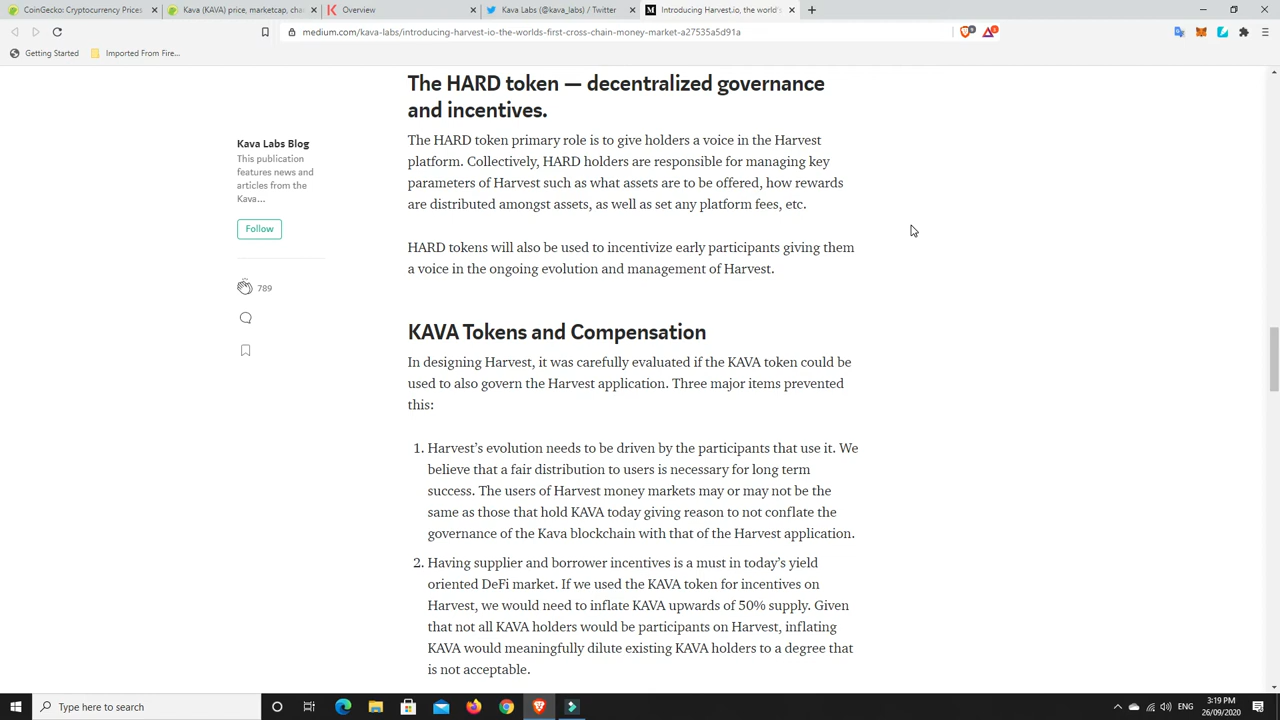 CoinGecko: Cryptocurrency Prices
Kava (KAVA) price, marketcap, cha
Overview
Kava Labs (@kava_labs) / Twitter
Introducing Harvest.io, the world's
medium.com/kava-labs/introducing-harvest-io-the-worlds-first-cross-chain-money-market-a27535a5d91a
Getting Started
Imported From Fire...
The HARD token — decentralized governance
and incentives.
Kava Labs Blog
This publication
features news and
articles from the
Kava...
Follow
789
The HARD token primary role is to give holders a voice in the Harvest
platform. Collectively, HARD holders are responsible for managing key
parameters of Harvest such as what assets are to be offered, how rewards
are distributed amongst assets, as well as set any platform fees, etc.
HARD tokens will also be used to incentivize early participants giving them
a voice in the ongoing evolution and management of Harvest.
KAVA Tokens and Compensation
In designing Harvest, it was carefully evaluated if the KAVA token could be
used to also govern the Harvest application. Three major items prevented
this:
1. Harvest's evolution needs to be driven by the participants that use it. We
believe that a fair distribution to users is necessary for long term
success. The users of Harvest money markets may or may not be the
same as those that hold KAVA today giving reason to not conflate the
governance of the Kava blockchain with that of the Harvest application.
2. Having supplier and borrower incentives is a must in today's yield
oriented DeFi market. If we used the KAVA token for incentives on
Harvest, we would need to inflate KAVA upwards of 50% supply. Given
that not all KAVA holders would be participants on Harvest, inflating
KAVA would meaningfully dilute existing KAVA holders to a degree that
is not acceptable.
Type here to search
ENG
3:19 PM
26/09/2020